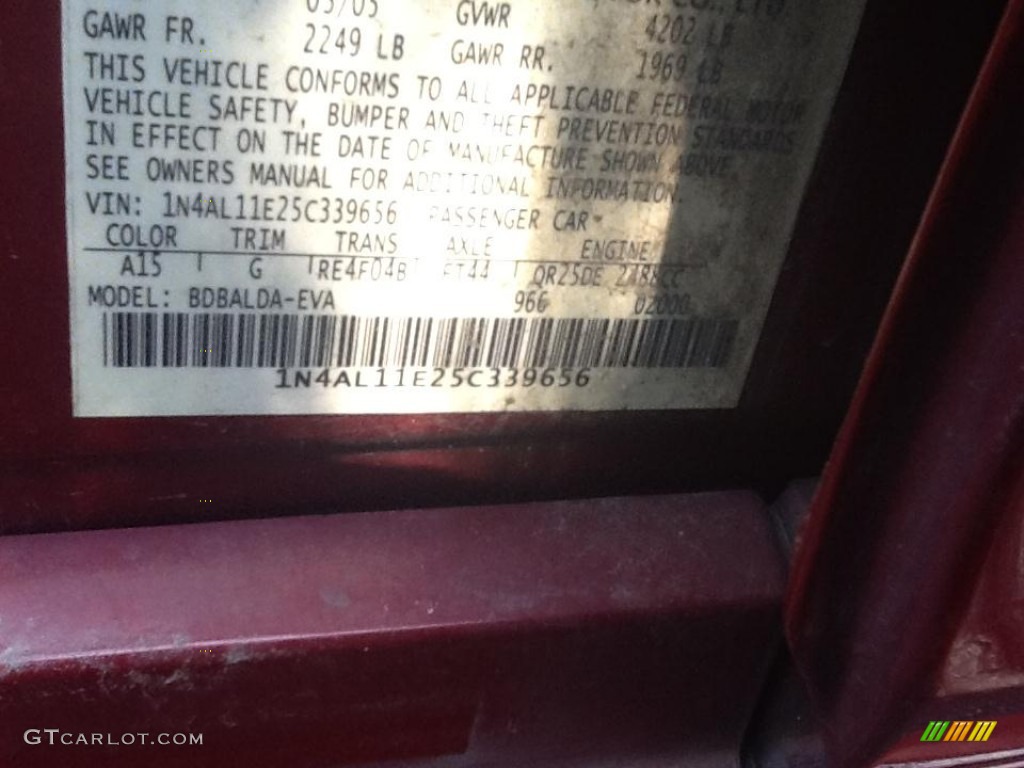 05/05 GVWR 4202 LB
GAWR FR. 2249 LB GAWR RR. 1969 LB
THIS VEHICLE CONFORMS TO ALL APPLICABLE FEDERAL MOTOR
VEHICLE SAFETY, BUMPER AND THEFT PREVENTION STANDARDS
IN EFFECT ON THE DATE OF MANUFACTURE SHOWN ABOVE.
SEE OWNERS MANUAL FOR ADDITIONAL INFORMATION.
VIN: 1N4AL11E25C339656 PASSENGER CAR
COLOR TRIM TRANS AXLE ENGINE
A15 G RE4F04B FT44 QR25DE 2488CC
MODEL: BDBALDA-EVA 966 02000
1N4AL11E25C339656
GTCARLOT.COM